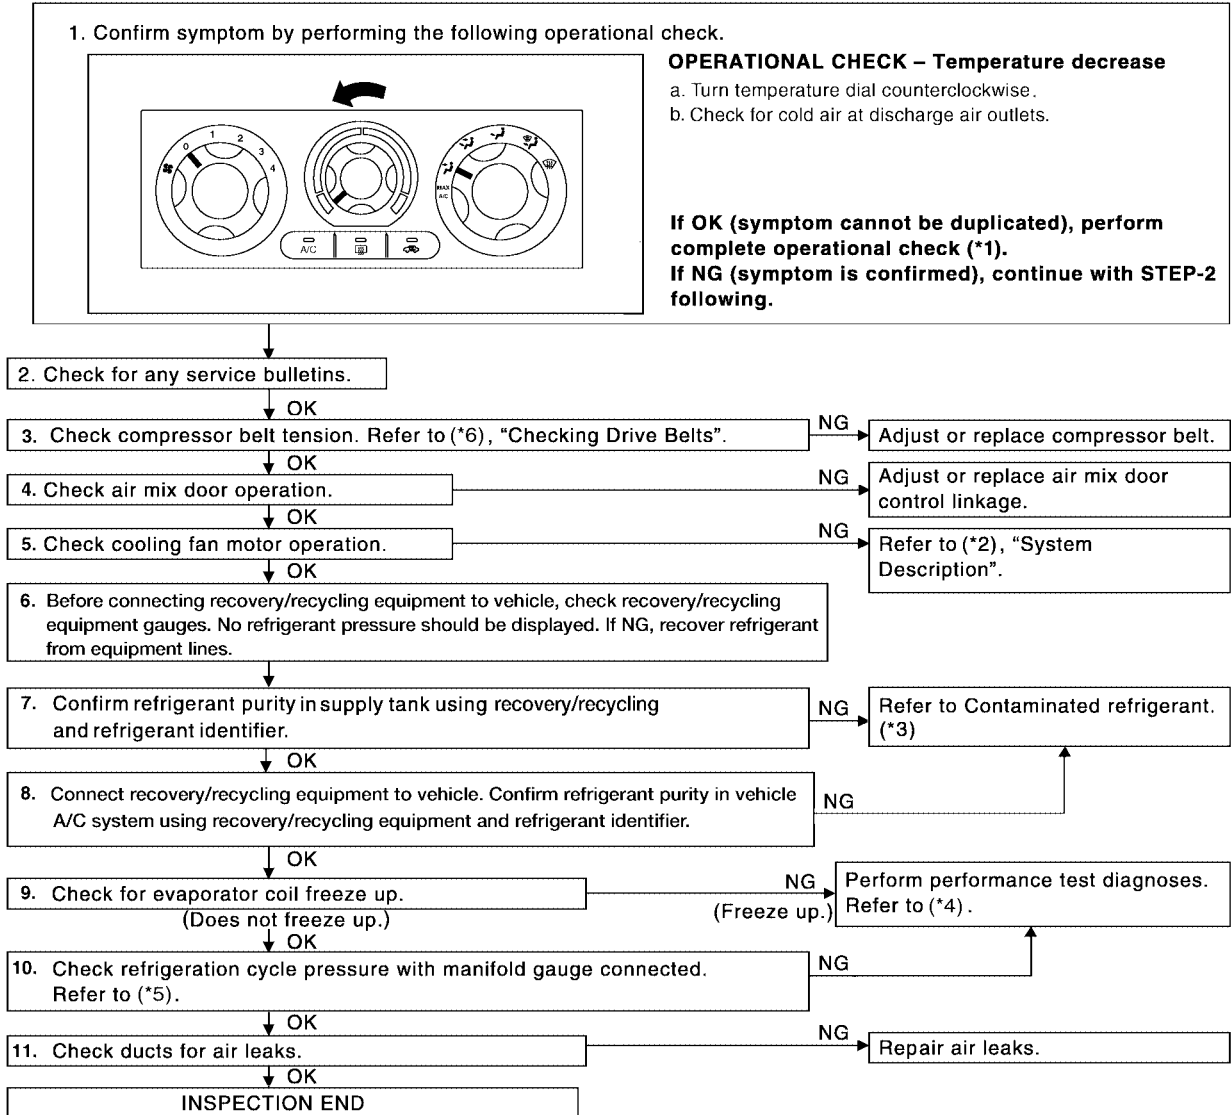 1. Confirm symptom by performing the following operational check.
0 1 2 3 4
MAX
A/C
A/C
OPERATIONAL CHECK – Temperature decrease
a. Turn temperature dial counterclockwise.
b. Check for cold air at discharge air outlets.
If OK (symptom cannot be duplicated), perform
complete operational check (*1).
If NG (symptom is confirmed), continue with STEP-2
following.
2. Check for any service bulletins.
OK
3. Check compressor belt tension. Refer to (*6), “Checking Drive Belts”.
NG
Adjust or replace compressor belt.
OK
4. Check air mix door operation.
NG
Adjust or replace air mix door
control linkage.
OK
5. Check cooling fan motor operation.
NG
Refer to (*2), “System
Description”.
OK
6. Before connecting recovery/recycling equipment to vehicle, check recovery/recycling
equipment gauges. No refrigerant pressure should be displayed. If NG, recover refrigerant
from equipment lines.
7. Confirm refrigerant purity in supply tank using recovery/recycling
and refrigerant identifier.
NG
Refer to Contaminated refrigerant.
(*3)
OK
8. Connect recovery/recycling equipment to vehicle. Confirm refrigerant purity in vehicle
A/C system using recovery/recycling equipment and refrigerant identifier.
NG
OK
9. Check for evaporator coil freeze up.
NG
(Freeze up.)
Perform performance test diagnoses.
Refer to (*4).
(Does not freeze up.)
OK
10. Check refrigeration cycle pressure with manifold gauge connected.
Refer to (*5).
NG
OK
11. Check ducts for air leaks.
NG
Repair air leaks.
OK
INSPECTION END